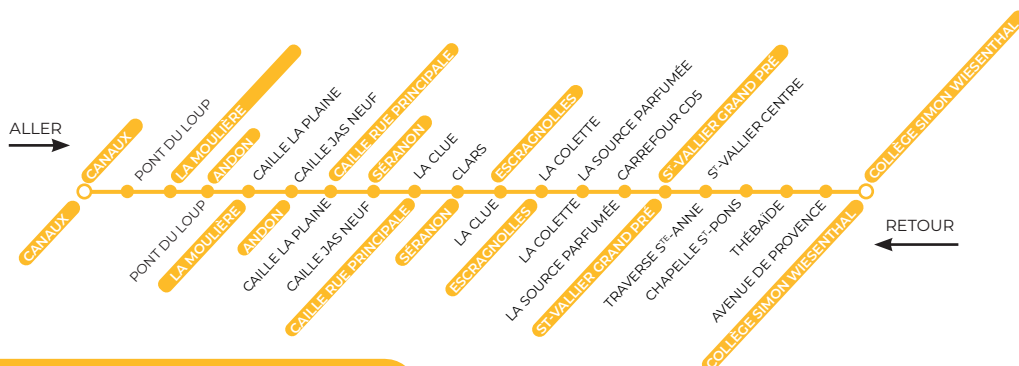 ALLER
CANAUX
PONT DU LOUP
LA MOULIÈRE
ANDON
CAILLE LA PLAINE
CAILLE JAS NEUF
CAILLE RUE PRINCIPALE
SÉRANON
LA CLUE
CLARS
ESCRAGNOLLES
LA COLETTE
LA SOURCE PARFUMÉE
CARREFOUR CD5
ST-VALLIER GRAND PRÉ
ST-VALLIER CENTRE
COLLÈGE SIMON WIESENTHAL
CANAUX
PONT DU LOUP
LA MOULIÈRE
ANDON
CAILLE LA PLAINE
CAILLE JAS NEUF
CAILLE RUE PRINCIPALE
SÉRANON
LA CLUE
ESCRAGNOLLES
LA COLETTE
LA SOURCE PARFUMÉE
ST-VALLIER GRAND PRÉ
TRAVERSE STE-ANNE
CHAPELLE ST-PONS
THÉBAÏDE
AVENUE DE PROVENCE
COLLÈGE SIMON WIESENTHAL
RETOUR